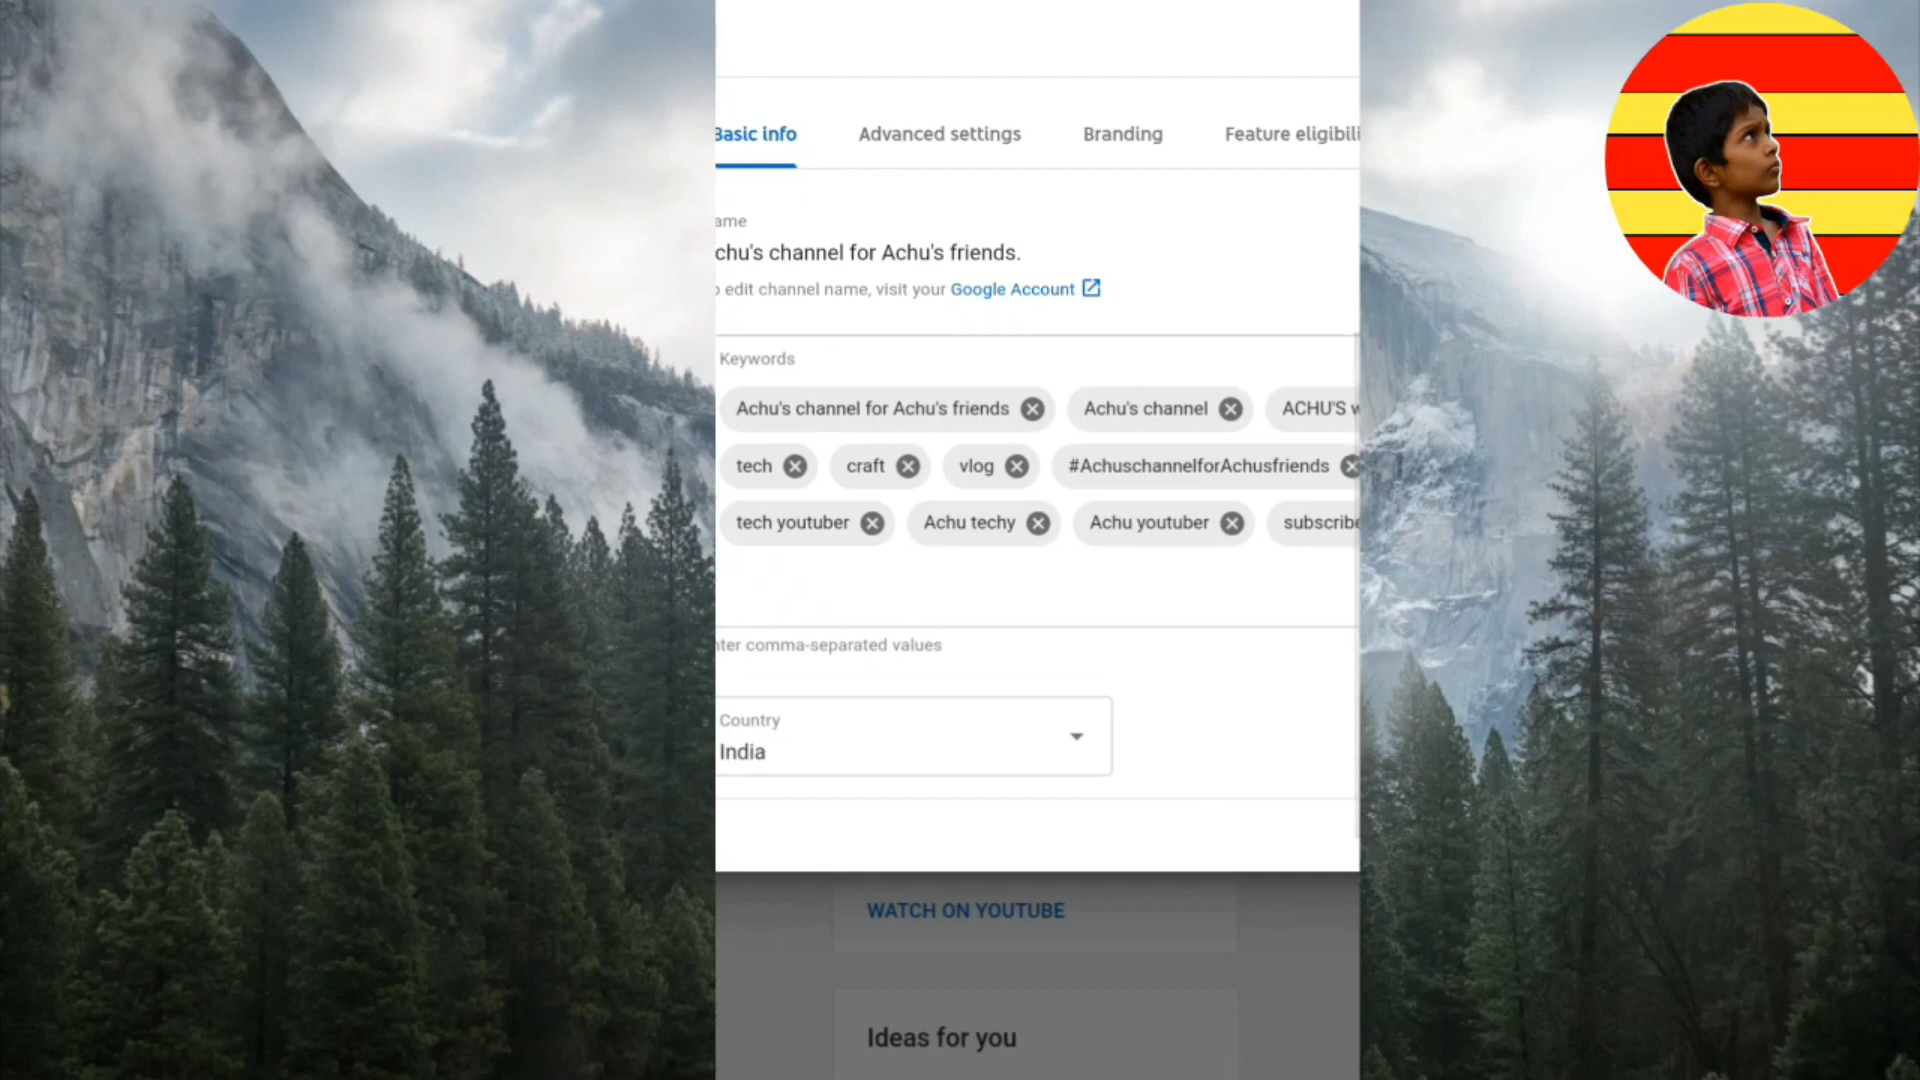 Basic info Advanced settings Branding Feature eligibili
ame
chu's channel for Achu's friends.
o edit channel name, visit your Google Account
Keywords
Achu's channel for Achu's friends Achu's channel ACHU'S w
tech craft vlog #AchuschannelforAchusfriends
tech youtuber Achu techy Achu youtuber subscribe
nter comma-separated values
Country
India
WATCH ON YOUTUBE
Ideas for you